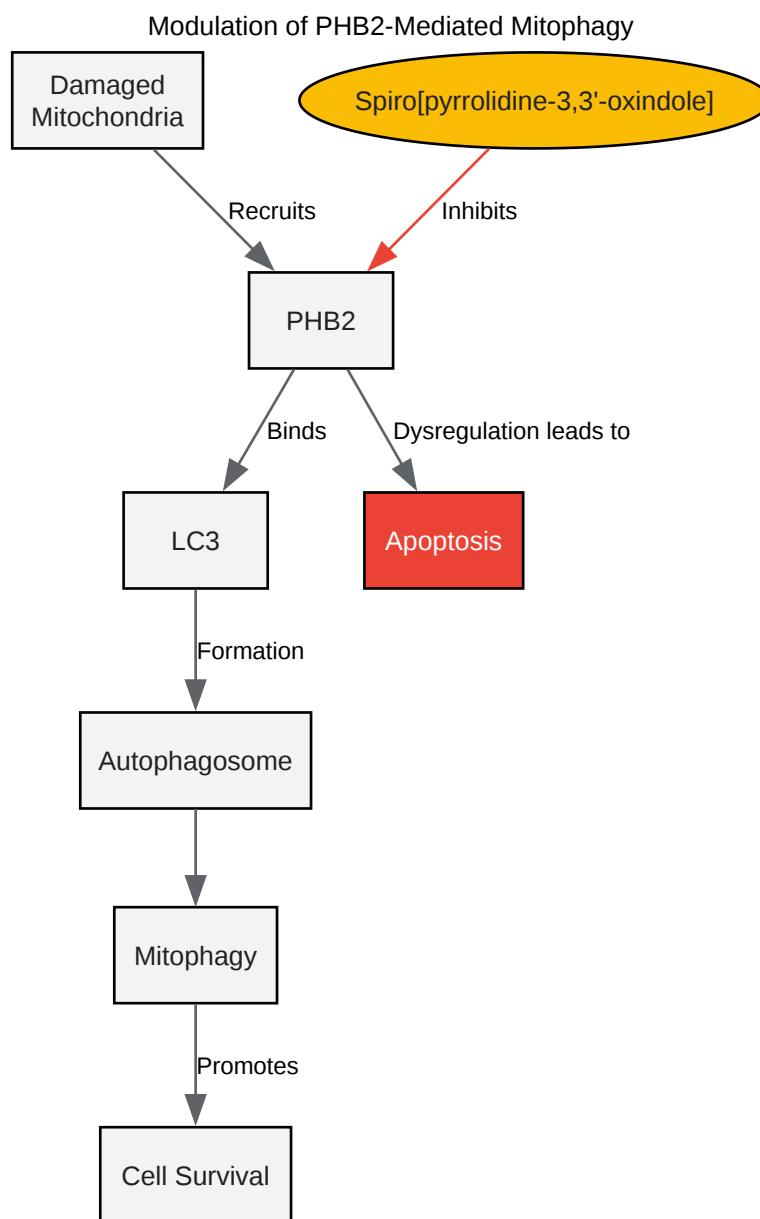 Modulation of PHB2-Mediated Mitophagy
Damaged
Mitochondria
Spiro[pyrrolidine-3,3'-oxindole]
Recruits
Inhibits
PHB2
Binds
Dysregulation leads to
LC3
Apoptosis
Formation
Autophagosome
Mitophagy
Promotes
Cell Survival